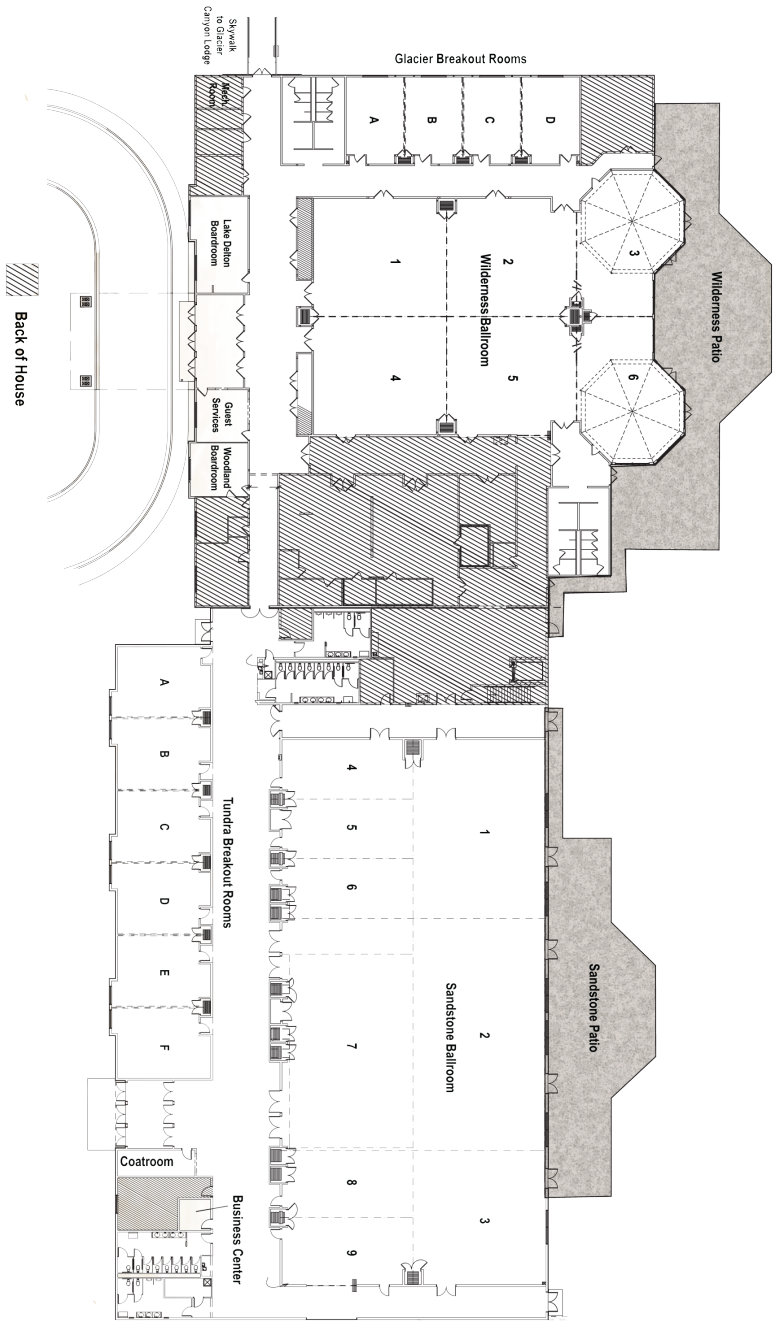 Skywalk
to Glacier
Canyon Lodge
Glacier Breakout Rooms
Mech.
Room
A
B
C
D
Lake Delton
Boardroom
1
2
3
Wilderness Ballroom
Wilderness Patio
4
5
6
Guest
Services
Woodland
Boardroom
Back of House
A
B
C
D
E
F
Tundra Breakout Rooms
4
5
6
7
8
9
1
2
3
Sandstone Ballroom
Sandstone Patio
Coatroom
Business Center